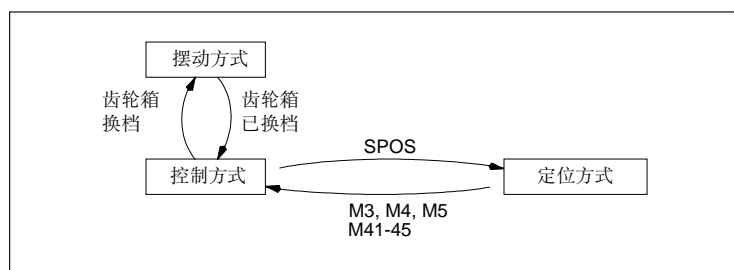 摆动方式
齿轮箱
换档
齿轮箱
已换档
SPOS
控制方式
定位方式
M3, M4, M5
M41-45